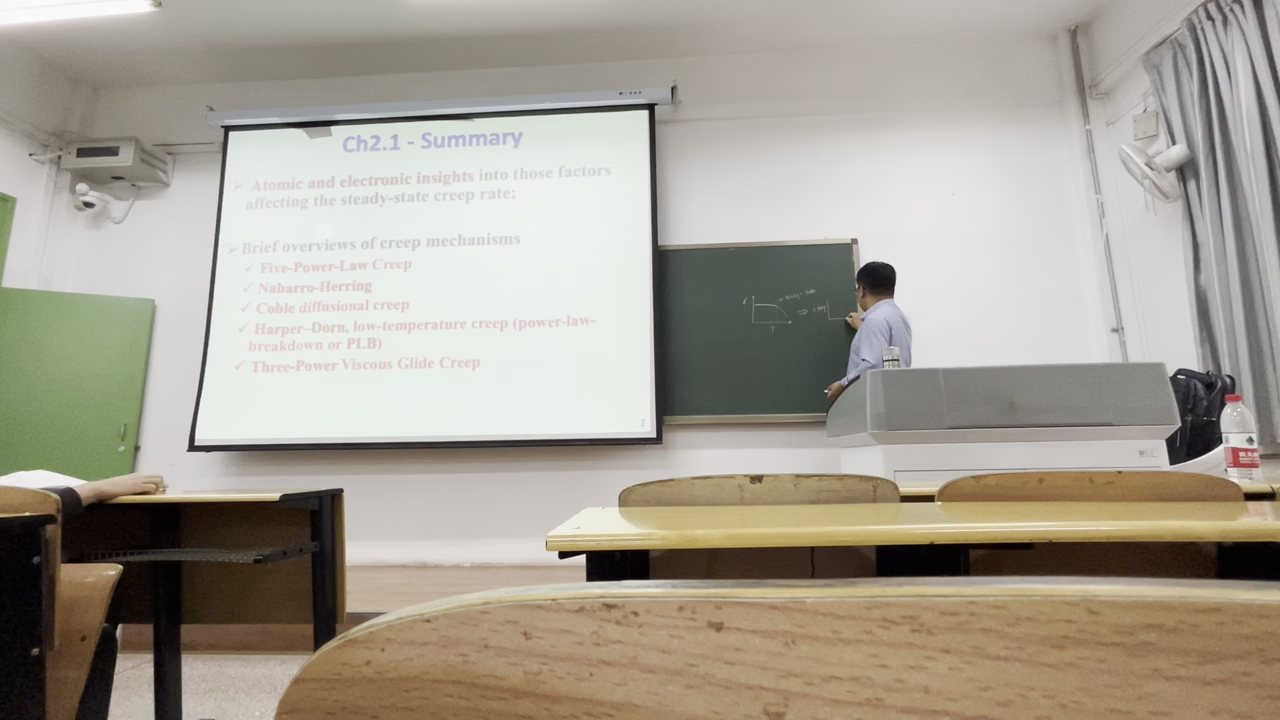 Ch2.1 - Summary
Atomic and electronic insights into those factors
affecting the steady-state creep rate;
Brief overviews of creep mechanisms
Five-Power-Law Creep
Nabarro-Herring
Coble diffusional creep
Harper–Dorn, low-temperature creep (power-law-
breakdown or PLB)
Three-Power Viscous Glide Creep
steady-state